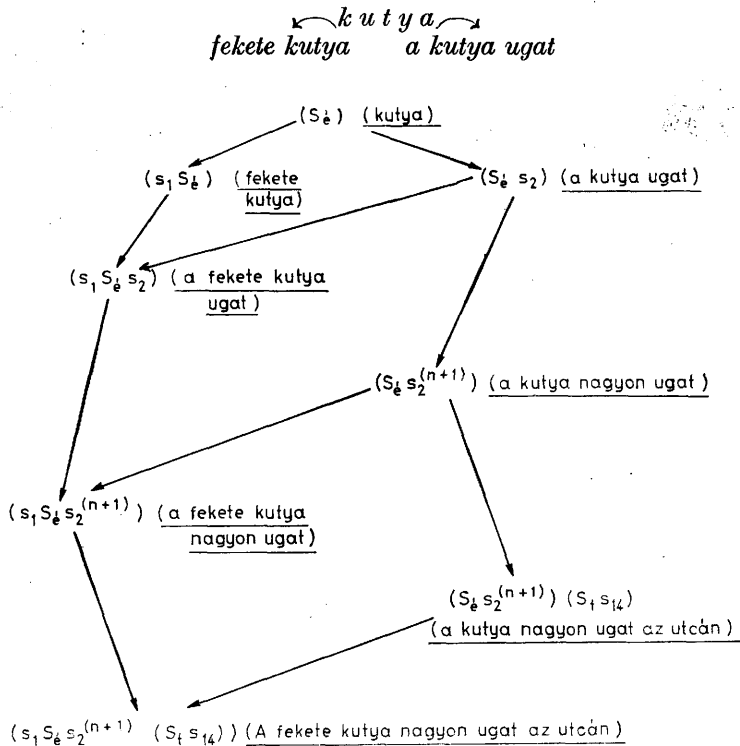 kutya
fekete kutya a kutya ugat
(Sé) (kutya)
(s₁Sé) (fekete kutya)
(Sé s₂) (a kutya ugat)
(s₁Sé s₂) (a fekete kutya ugat)
(Sé s₂⁽ⁿ⁺¹⁾) (a kutya nagyon ugat)
(s₁Sé s₂⁽ⁿ⁺¹⁾) (a fekete kutya nagyon ugat)
(Sé s₂⁽ⁿ⁺¹⁾) (Sₜ s₁₄)
(a kutya nagyon ugat az utcán)
(s₁Sé s₂⁽ⁿ⁺¹⁾ (Sₜ s₁₄)) (A fekete kutya nagyon ugat az utcán)